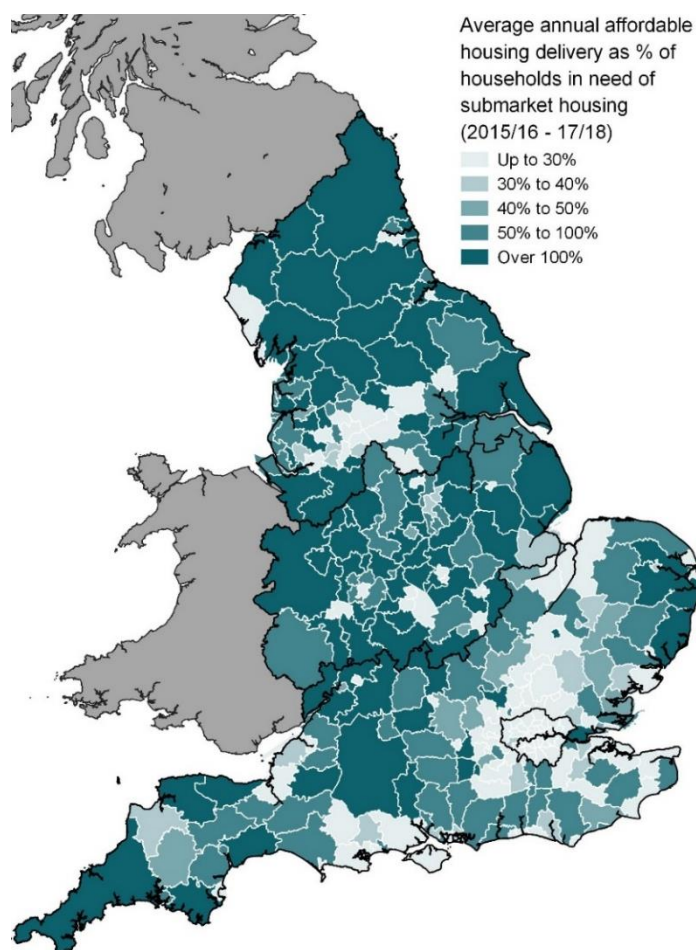 Average annual affordable
housing delivery as % of
households in need of
submarket housing
(2015/16 - 17/18)
Up to 30%
30% to 40%
40% to 50%
50% to 100%
Over 100%